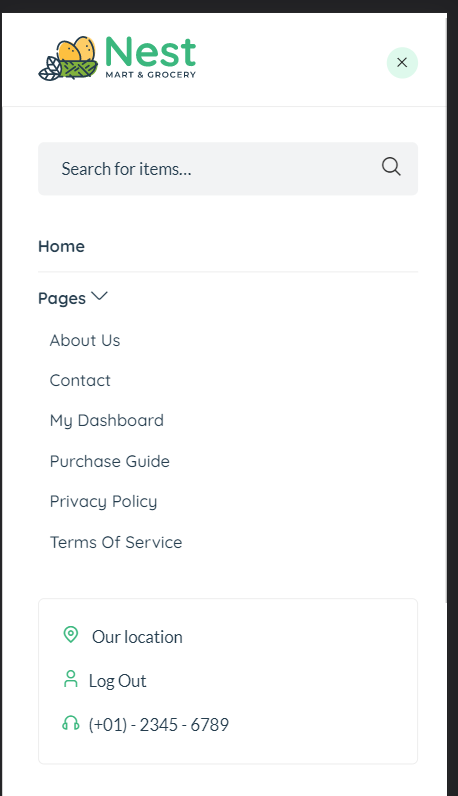 Nest
MART & GROCERY
Search for items...
Home
Pages
About Us
Contact
My Dashboard
Purchase Guide
Privacy Policy
Terms Of Service
Our location
Log Out
(+01) - 2345 - 6789